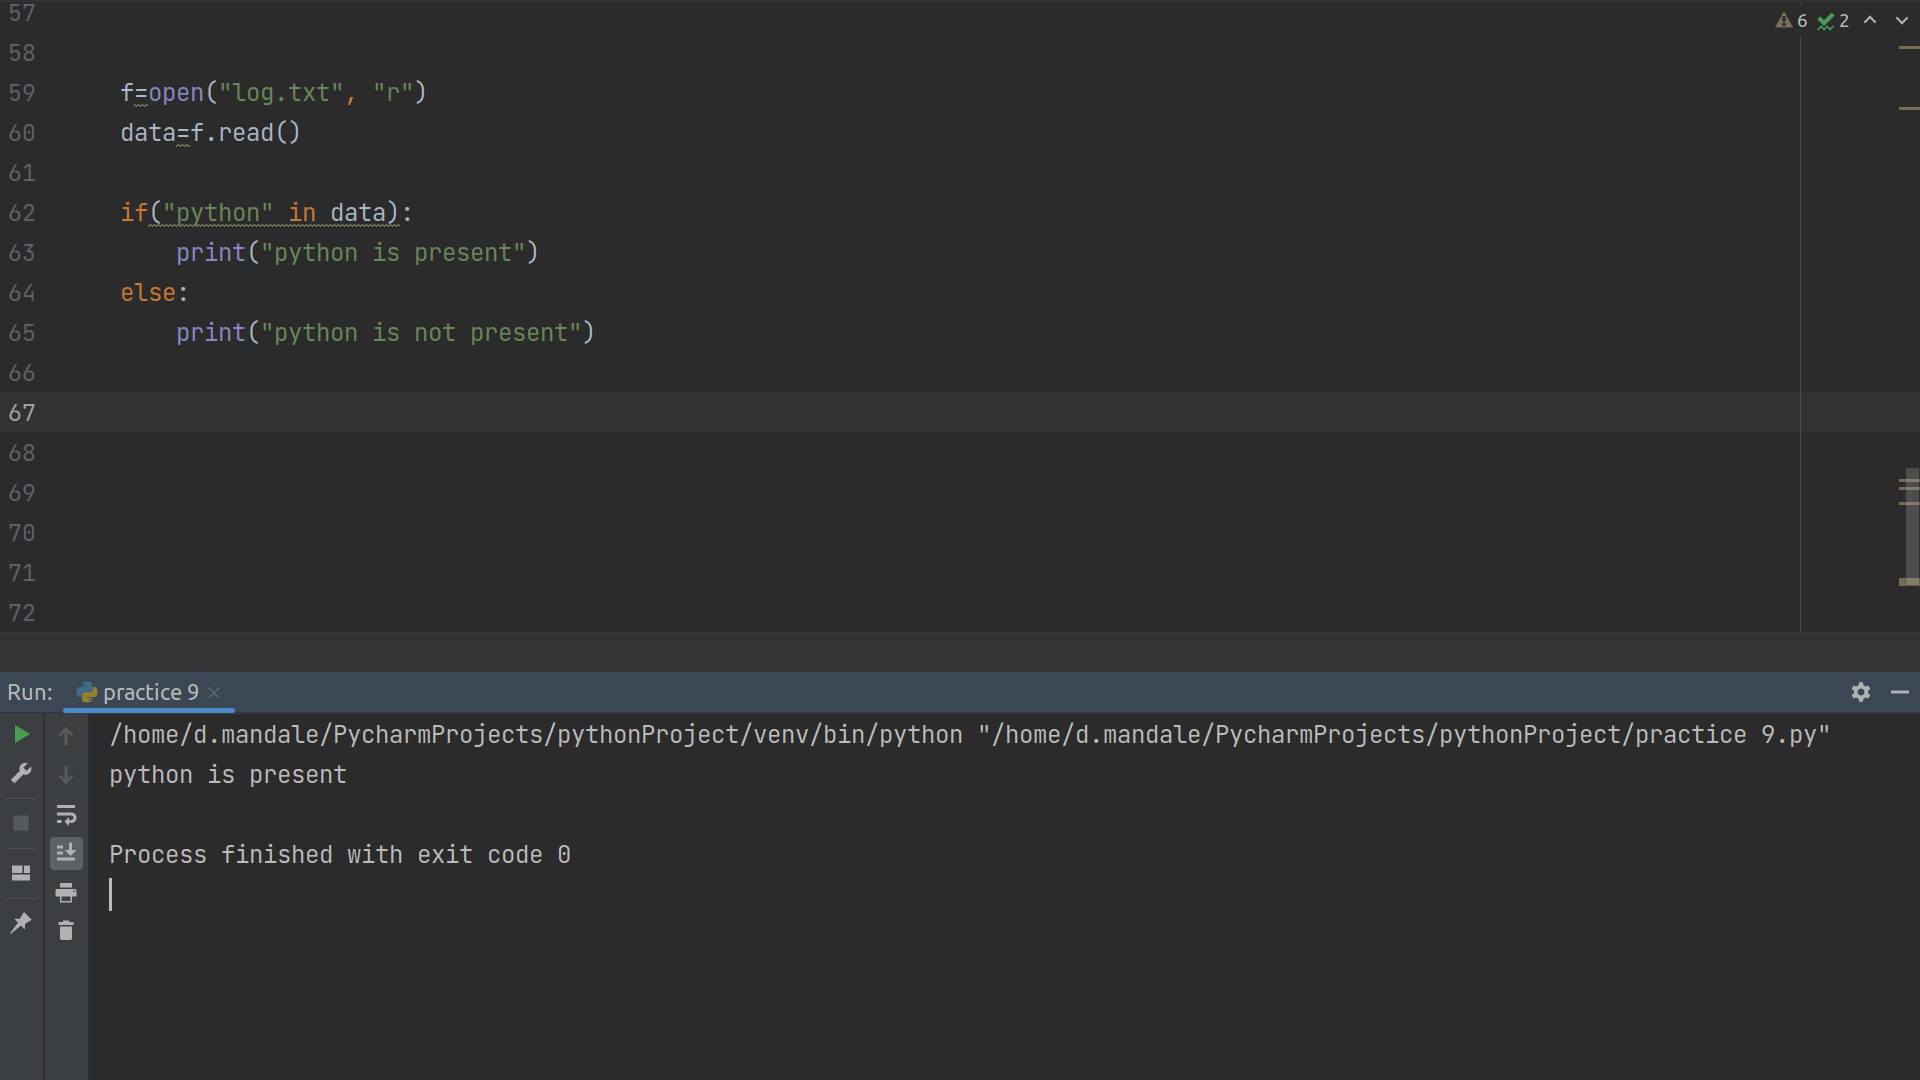 57
6 2
58
59 f=open("log.txt", "r")
60 data=f.read()
61
62 if("python" in data):
63 print("python is present")
64 else:
65 print("python is not present")
66
67
68
69
70
71
72
Run: practice 9
/home/d.mandale/PycharmProjects/pythonProject/venv/bin/python "/home/d.mandale/PycharmProjects/pythonProject/practice 9.py"
python is present
Process finished with exit code 0